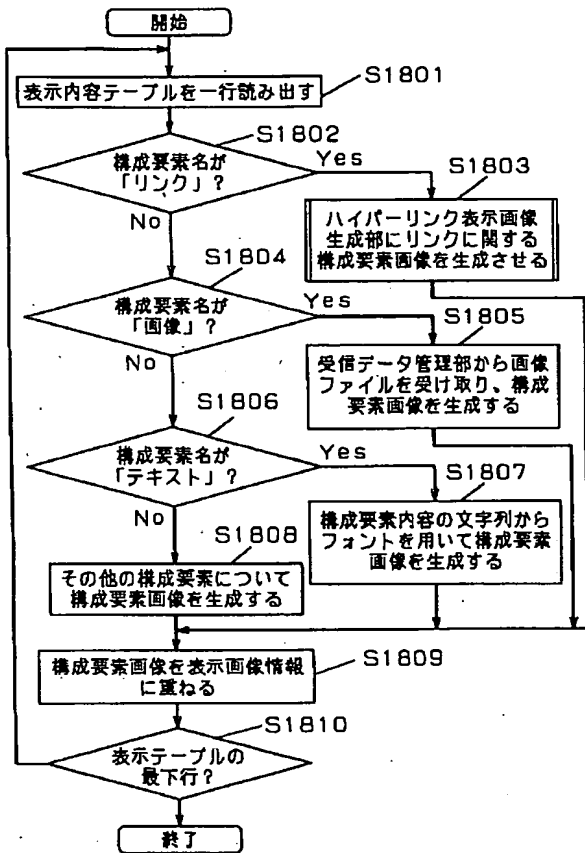 開始
S1801
表示内容テーブルを一行読み出す
S1802
構成要素名が
「リンク」?
Yes
No
S1803
ハイパーリンク表示画像
生成部にリンクに関する
構成要素画像を生成させる
S1804
構成要素名が
「画像」?
Yes
No
S1805
受信データ管理部から画像
ファイルを受け取り、構成
要素画像を生成する
S1806
構成要素名が
「テキスト」?
Yes
No
S1807
構成要素内容の文字列から
フォントを用いて構成要素
画像を生成する
S1808
その他の構成要素について
構成要素画像を生成する
S1809
構成要素画像を表示画像情報
に重ねる
S1810
表示テーブルの
最下行?
終了